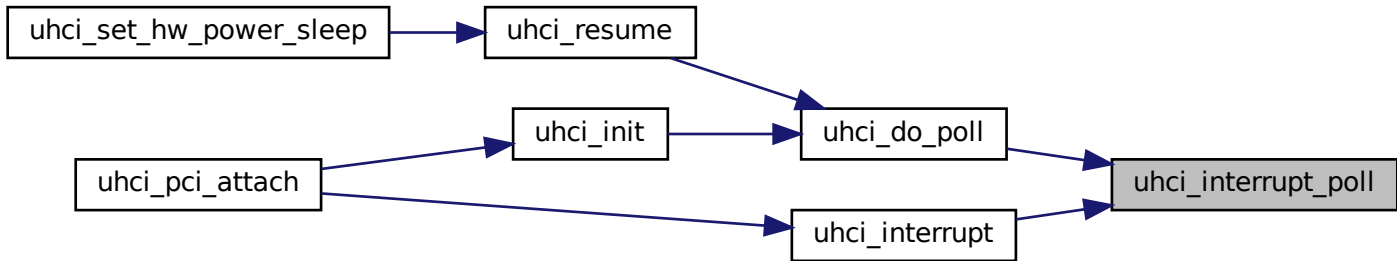 uhci_set_hw_power_sleep
uhci_resume
uhci_init
uhci_do_poll
uhci_pci_attach
uhci_interrupt_poll
uhci_interrupt